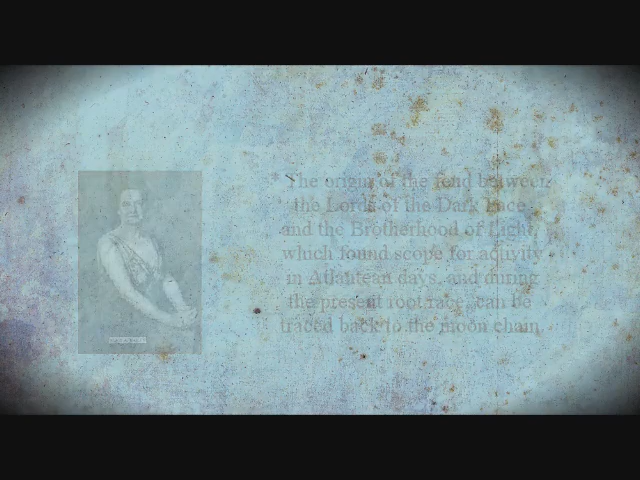 The origin of the feud between
the Lords of the Dark Face
and the Brotherhood of Light,
which found scope for activity
in Atlantean days, and during
the present root race, can be
traced back to the moon chain.